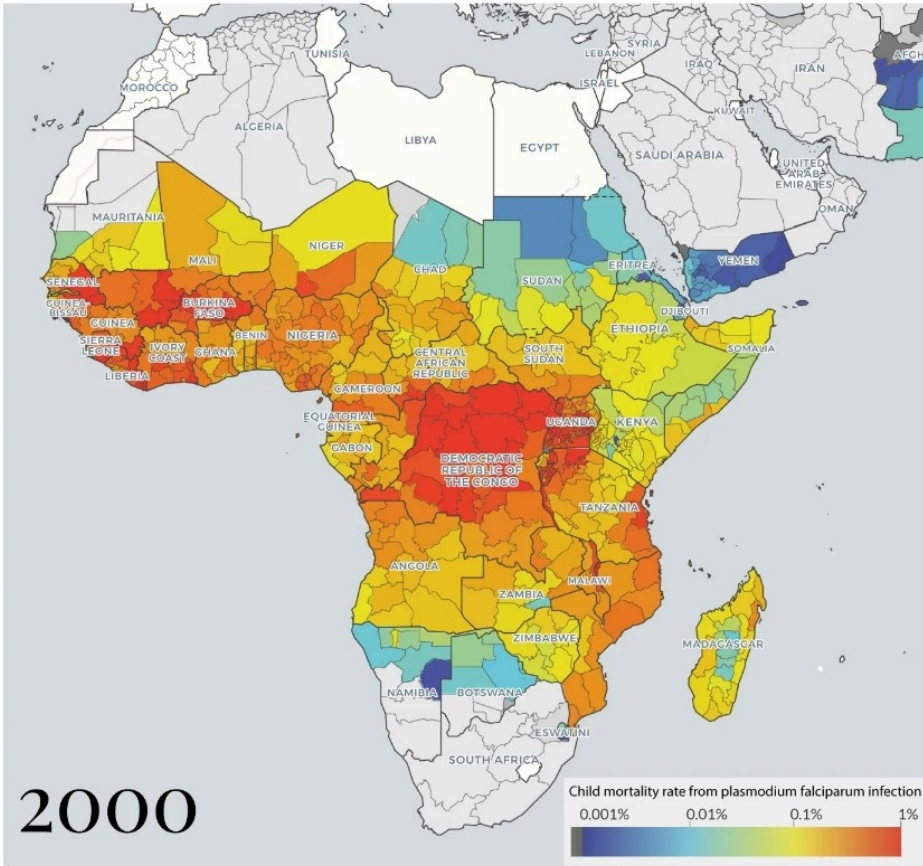 TUNISIA
LEBANON
SYRIA
AFGH
MOROCCO
ISRAEL
IRAQ
IRAN
KUWAIT
ALGERIA
LIBYA
EGYPT
SAUDI ARABIA
UNITED
ARAB
EMIRATES
OMAN
MAURITANIA
MALI
NIGER
CHAD
SUDAN
ERITREA
YEMEN
SENEGAL
GUINEA-
BISSAU
GUINEA
BURKINA
FASO
DJIBOUTI
SIERRA
LEONE
IVORY
COAST
GHANA
BENIN
NIGERIA
ETHIOPIA
LIBERIA
CENTRAL
AFRICAN
REPUBLIC
SOUTH
SUDAN
SOMALIA
CAMEROON
EQUATORIAL
GUINEA
GABON
UGANDA
KENYA
DEMOCRATIC
REPUBLIC OF
THE CONGO
TANZANIA
ANGOLA
MALAWI
ZAMBIA
ZIMBABWE
MADAGASCAR
NAMIBIA
BOTSWANA
ESWATINI
SOUTH AFRICA
2000
Child mortality rate from plasmodium falciparum infection
0.001% 0.01% 0.1% 1%